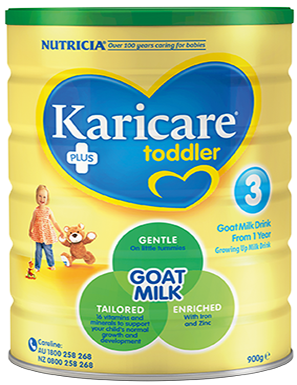 NUTRICIA Over 100 years caring for babies
Karicare
PLUS toddler
3
Goat Milk Drink
From 1 Year
Growing Up Milk Drink
GENTLE
On little tummies
GOAT
MILK
TAILORED
16 vitamins and
minerals to support
your child's normal
growth and
development
ENRICHED
With Iron
and Zinc
Careline:
AU 1800 258 268
NZ 0800 258 268
900g e